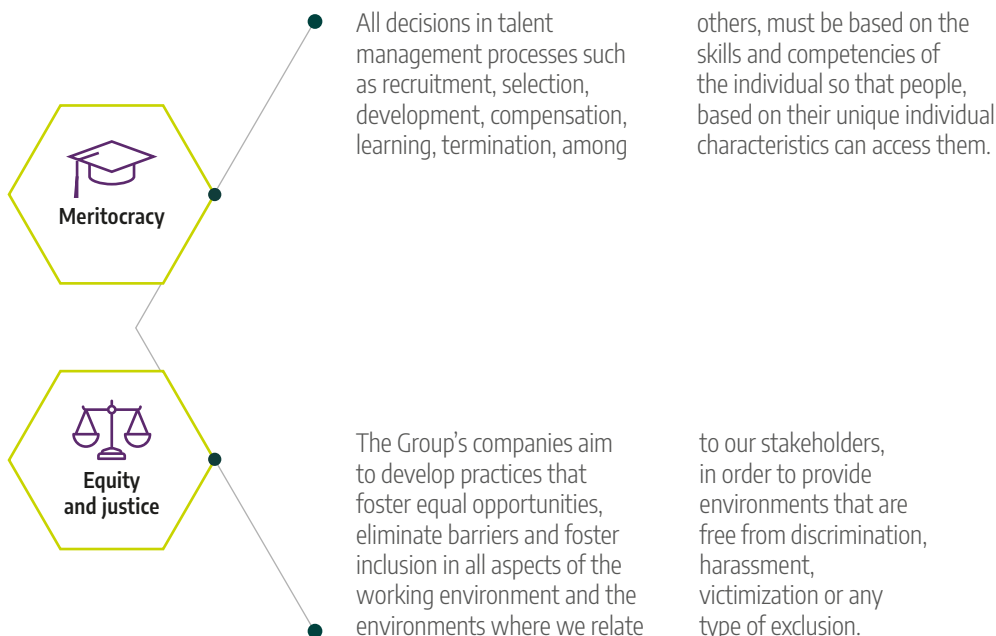 Meritocracy
All decisions in talent
management processes such
as recruitment, selection,
development, compensation,
learning, termination, among
others, must be based on the
skills and competencies of
the individual so that people,
based on their unique individual
characteristics can access them.
Equity
and justice
The Group’s companies aim
to develop practices that
foster equal opportunities,
eliminate barriers and foster
inclusion in all aspects of the
working environment and the
environments where we relate
to our stakeholders,
in order to provide
environments that are
free from discrimination,
harassment,
victimization or any
type of exclusion.